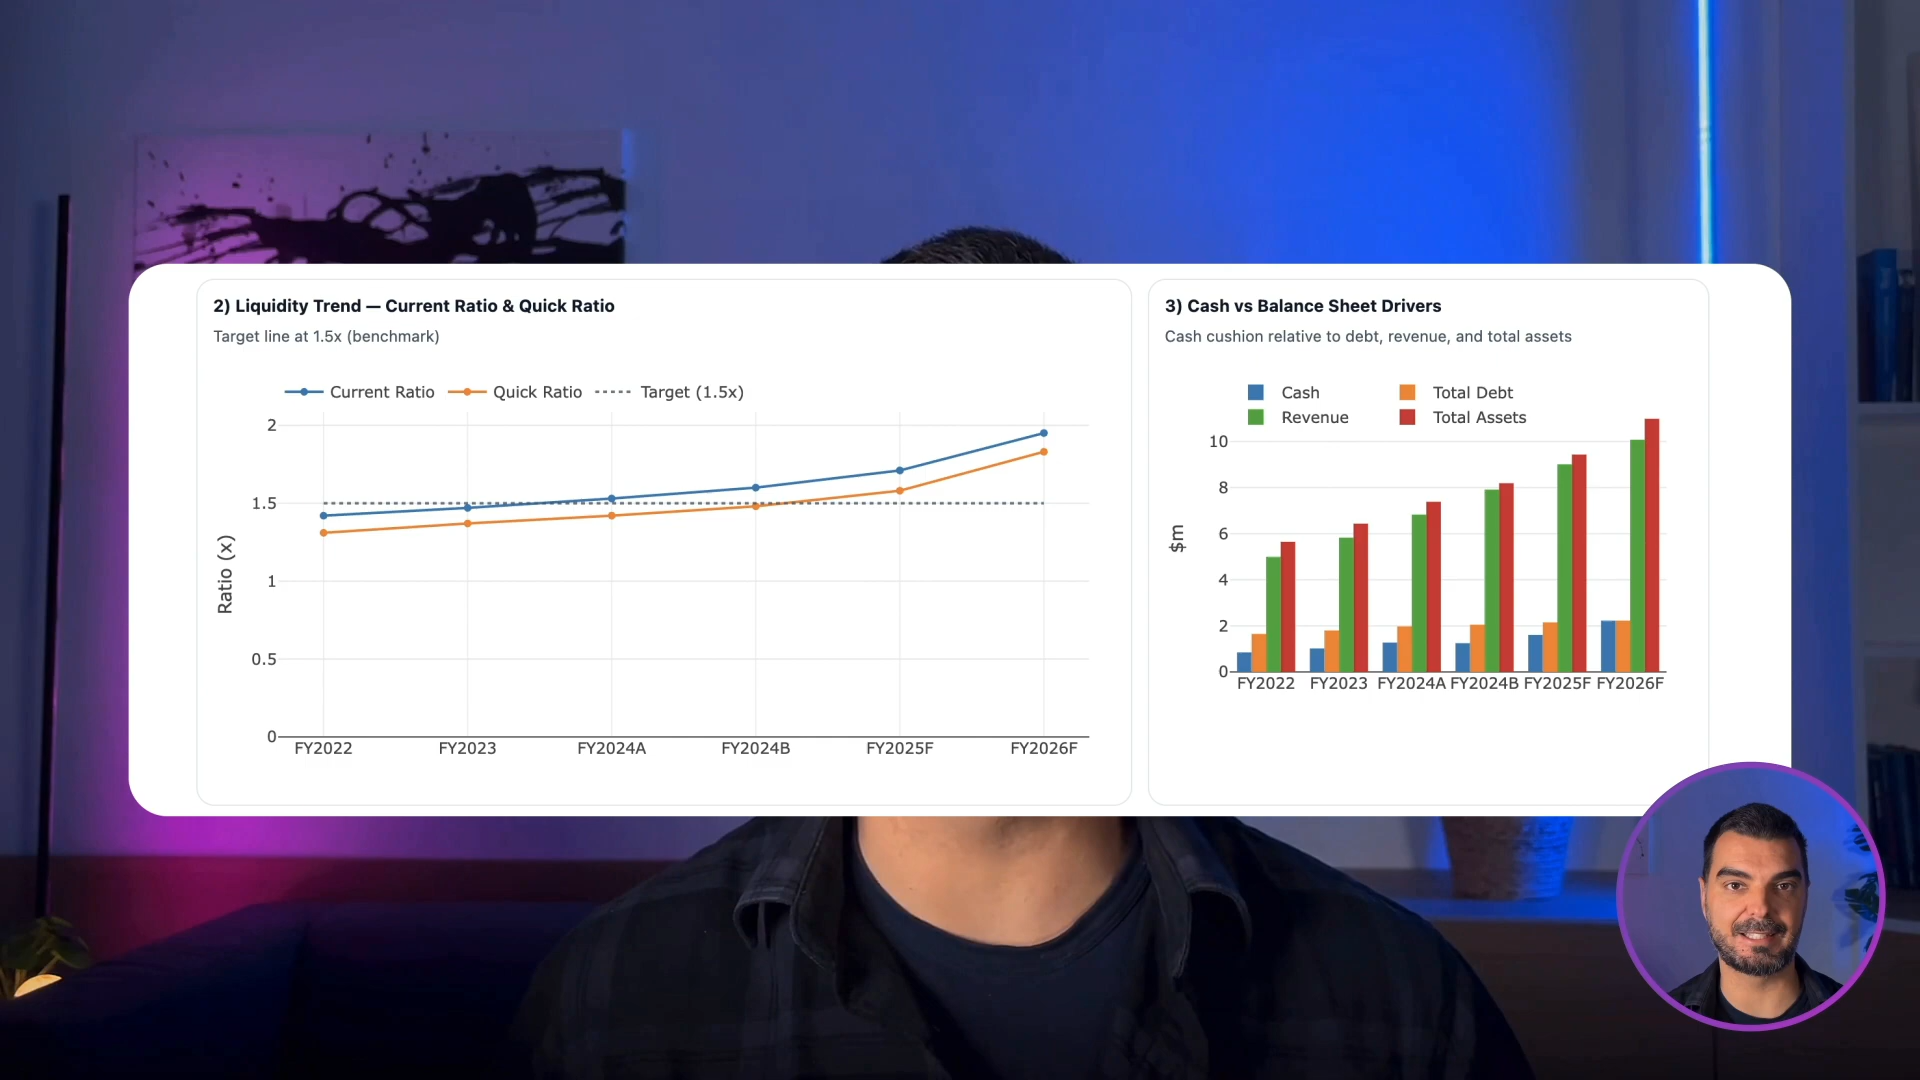 2) Liquidity Trend — Current Ratio & Quick Ratio
Target line at 1.5x (benchmark)
Current Ratio Quick Ratio Target (1.5x)
2
1.5
1
0.5
0
Ratio (x)
FY2022 FY2023 FY2024A FY2024B FY2025F FY2026F
3) Cash vs Balance Sheet Drivers
Cash cushion relative to debt, revenue, and total assets
Cash Total Debt
Revenue Total Assets
10
8
6
4
2
0
$m
FY2022 FY2023 FY2024A FY2024B FY2025F FY2026F